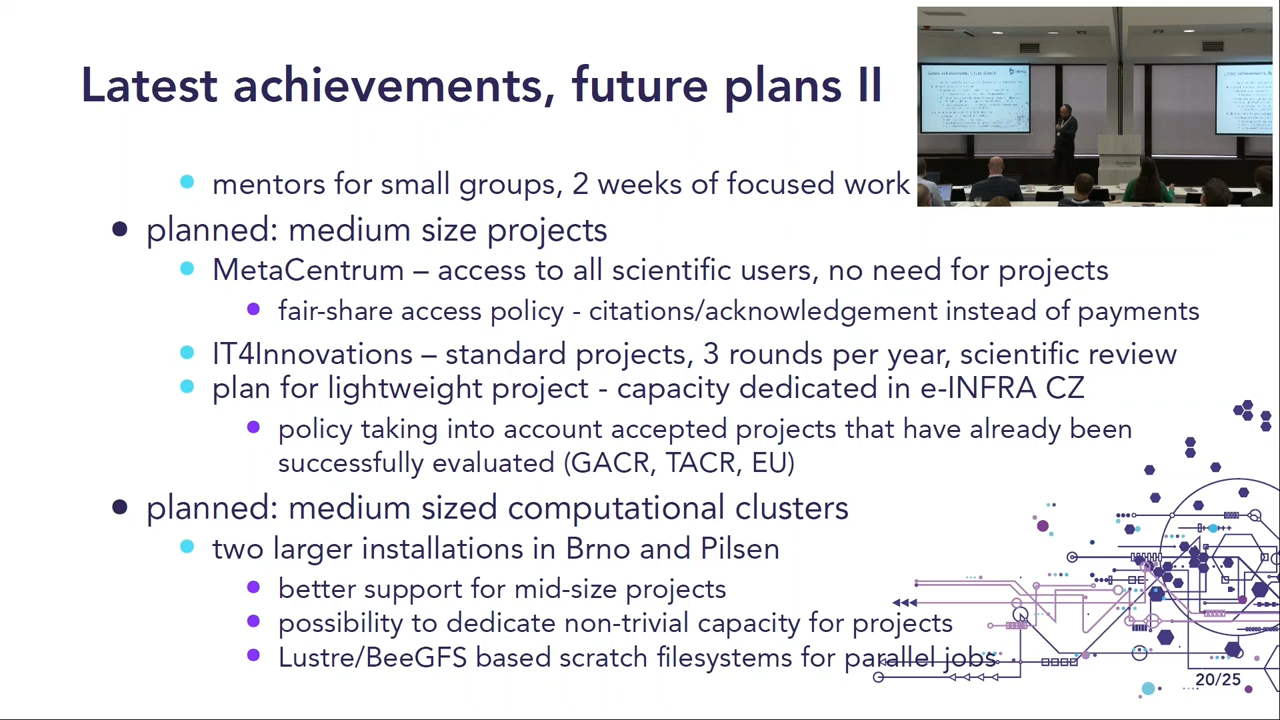 Latest achievements, future plans II
mentors for small groups, 2 weeks of focused work
planned: medium size projects
MetaCentrum – access to all scientific users, no need for projects
fair-share access policy - citations/acknowledgement instead of payments
IT4Innovations – standard projects, 3 rounds per year, scientific review
plan for lightweight project - capacity dedicated in e-INFRA CZ
policy taking into account accepted projects that have already been
successfully evaluated (GACR, TACR, EU)
planned: medium sized computational clusters
two larger installations in Brno and Pilsen
better support for mid-size projects
possibility to dedicate non-trivial capacity for projects
Lustre/BeeGFS based scratch filesystems for parallel jobs
20/25